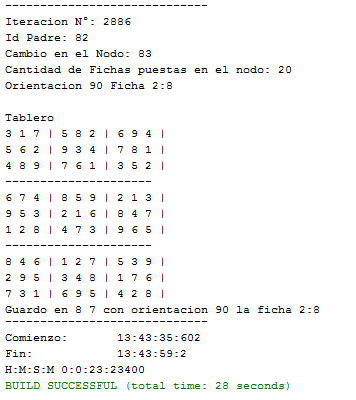 -----------------------------
Iteracion N°: 2886
Id Padre: 82
Cambio en el Nodo: 83
Cantidad de Fichas puestas en el nodo: 20
Orientacion 90 Ficha 2:8
Tablero
3 1 7 | 5 8 2 | 6 9 4 |
5 6 2 | 9 3 4 | 7 8 1 |
4 8 9 | 7 6 1 | 3 5 2 |
---------------------
6 7 4 | 8 5 9 | 2 1 3 |
9 5 3 | 2 1 6 | 8 4 7 |
1 2 8 | 4 7 3 | 9 6 5 |
---------------------
8 4 6 | 1 2 7 | 5 3 9 |
2 9 5 | 3 4 8 | 1 7 6 |
7 3 1 | 6 9 5 | 4 2 8 |
Guardo en 8 7 con orientacion 90 la ficha 2:8
-----------------------------
Comienzo: 13:43:35:602
Fin: 13:43:59:2
H:M:S:M 0:0:23:23400
BUILD SUCCESSFUL (total time: 28 seconds)